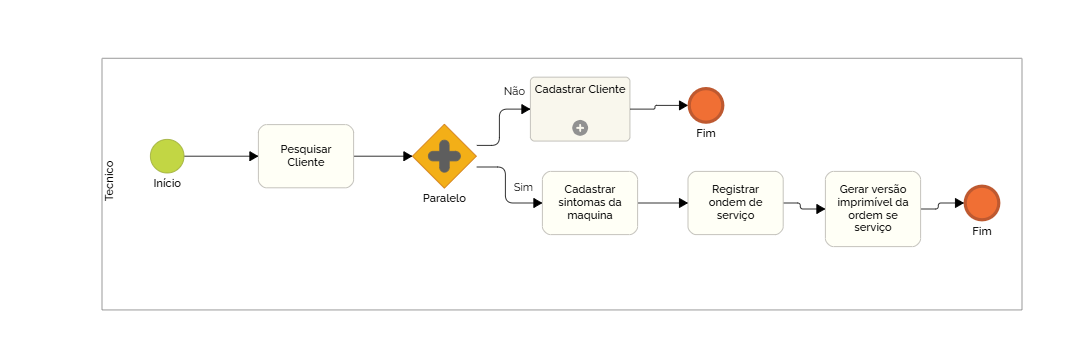 Tecnico
Início
Pesquisar
Cliente
Paralelo
Não
Cadastrar Cliente
Fim
Sim
Cadastrar
sintomas da
maquina
Registrar
ondem de
serviço
Gerar versão
imprimível da
ordem se
serviço
Fim